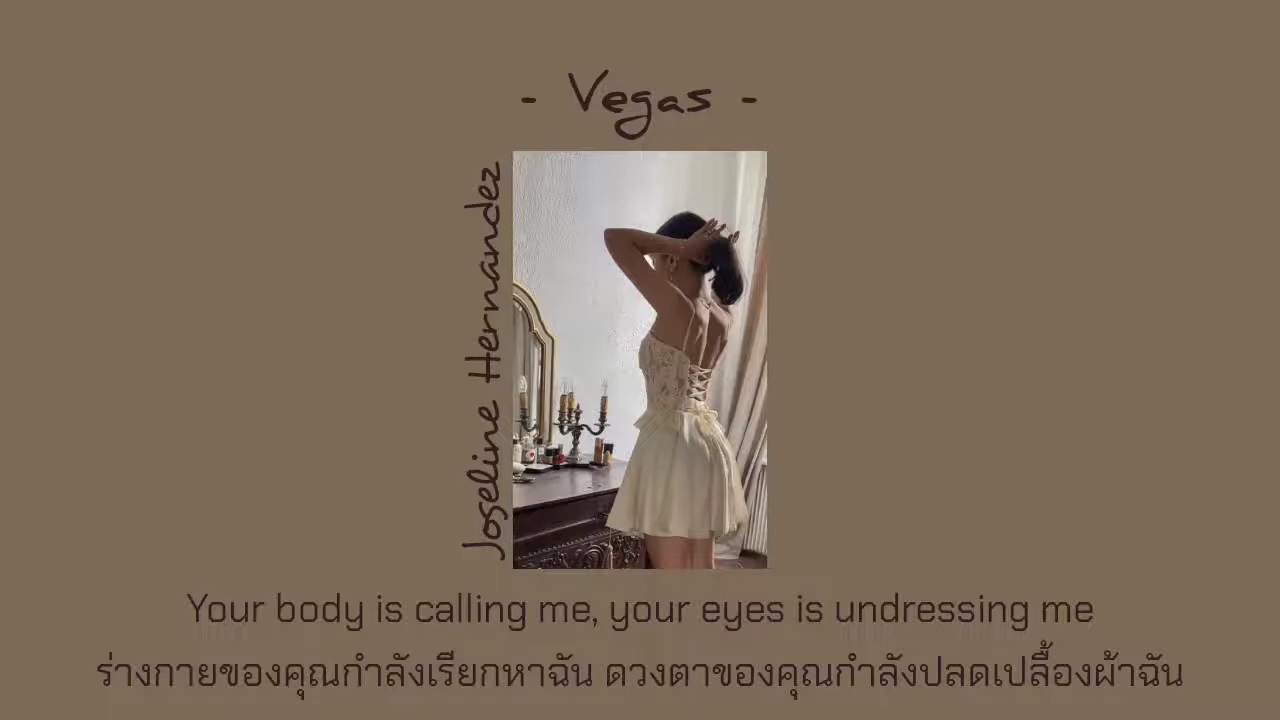 - Vegas -
Joseline Hernandez
Your body is calling me, your eyes is undressing me
ร่างกายของคุณกำลังเรียกหาฉัน ดวงตาของคุณกำลังปลดเปลื้องผ้าฉัน